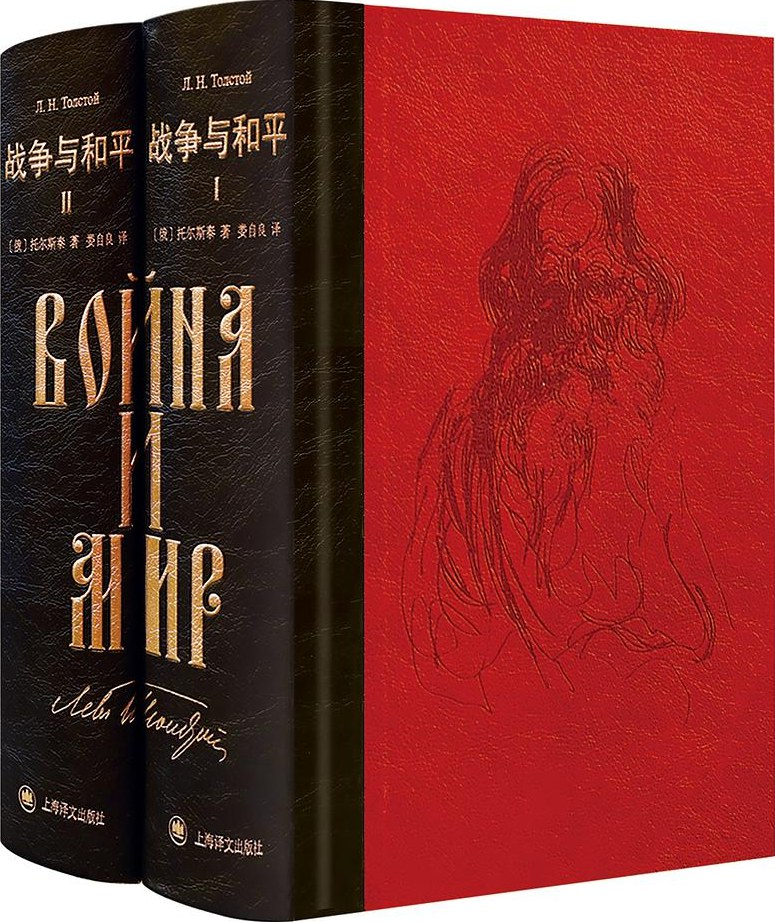 Л. Н. Толстой
战争与和平
II
〔俄〕托尔斯泰 著 娄自良 译
Л. Н. Толстой
战争与和平
I
〔俄〕托尔斯泰 著 娄自良 译
ВОЙНА
И
МИР
Левъ Толстой
上海译文出版社
上海译文出版社